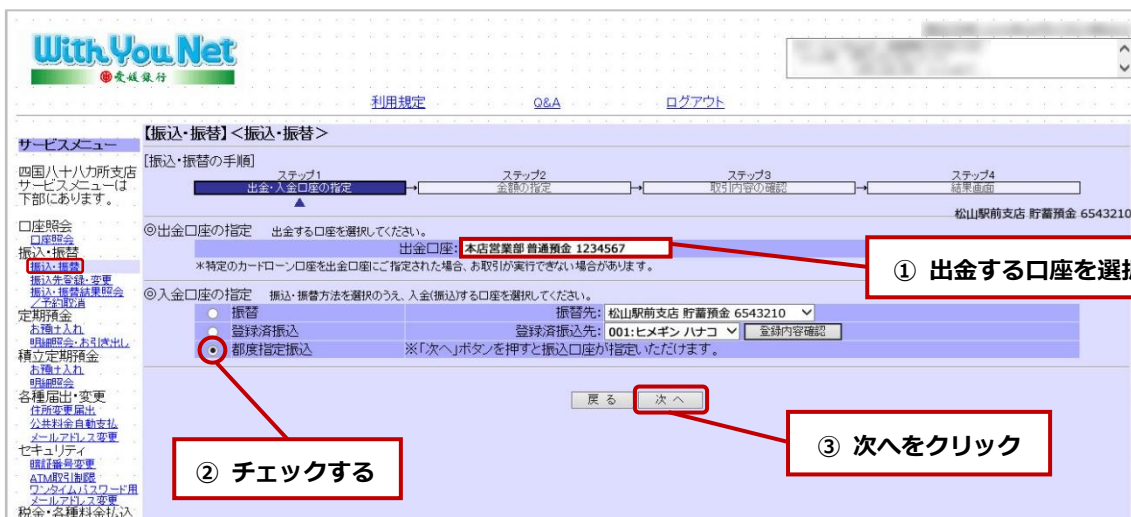 With You Net
愛媛銀行
利用規定 Q&A ログアウト
サービスメニュー
四国八十八カ所支店
サービスメニューは
下部にあります。
口座照会
口座照会
振込・振替
振込・振替
振込先登録・変更
振込・振替結果照会
／予約取消
定期預金
お預け入れ
明細照会・お引き出し
積立定期預金
お預け入れ
明細照会
各種届出・変更
住所変更届出
公共料金自動支払
メールアドレス変更
セキュリティ
暗証番号変更
ATM取引制限
ワンタイムパスワード用
メールアドレス変更
税金・各種料金払込
【振込・振替】＜振込・振替＞
[振込・振替の手順]
ステップ1 ステップ2 ステップ3 ステップ4
出金・入金口座の指定 → 金額の指定 → 取引内容の確認 → 結果画面
松山駅前支店 貯蓄預金 6543210
◎出金口座の指定 出金する口座を選択してください。
出金口座: 本店営業部 普通預金 1234567
＊特定のカードローン口座を出金口座にご指定された場合、お取引が実行できない場合があります。
① 出金する口座を選択
◎入金口座の指定 振込・振替方法を選択のうえ、入金(振込)する口座を選択してください。
振替 振替先: 松山駅前支店 貯蓄預金 6543210
登録済振込 登録済振込先: 001:ヒメギン ハナコ 登録内容確認
都度指定振込 ※「次へ」ボタンを押すと振込口座が指定いただけます。
戻 る 次 へ
② チェックする
③ 次へをクリック